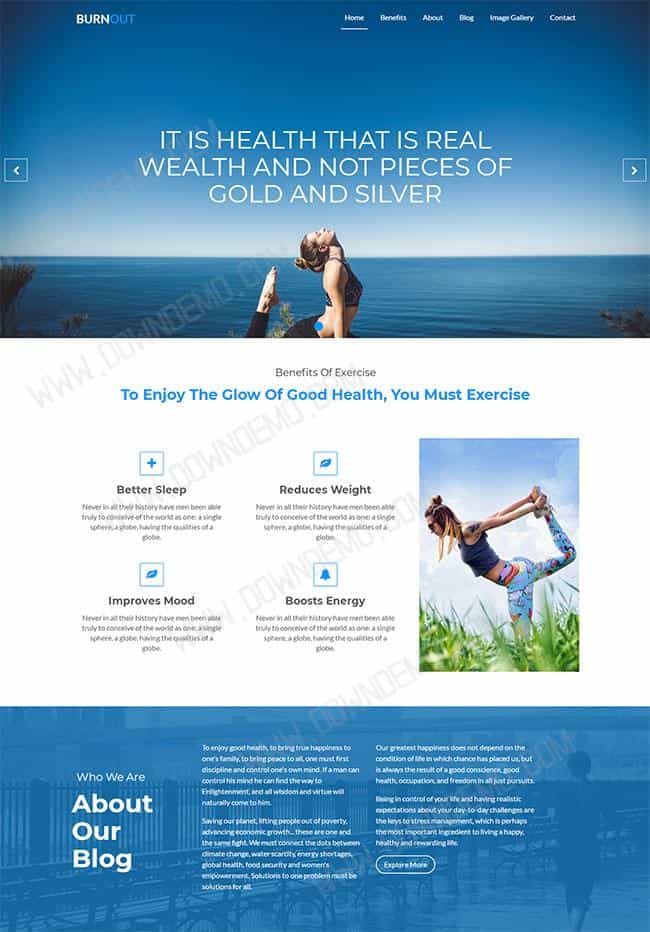 BURNOUT
Home Benefits About Blog Image Gallery Contact
IT IS HEALTH THAT IS REAL
WEALTH AND NOT PIECES OF
GOLD AND SILVER
Benefits Of Exercise
To Enjoy The Glow Of Good Health, You Must Exercise
Better Sleep
Never in all their history have men been able
truly to conceive of the world as one: a single
sphere, a globe, having the qualities of a
globe.
Reduces Weight
Never in all their history have men been able
truly to conceive of the world as one: a single
sphere, a globe, having the qualities of a
globe.
Improves Mood
Never in all their history have men been able
truly to conceive of the world as one: a single
sphere, a globe, having the qualities of a
globe.
Boosts Energy
Never in all their history have men been able
truly to conceive of the world as one: a single
sphere, a globe, having the qualities of a
globe.
Who We Are
About
Our
Blog
To enjoy good health, to bring true happiness to
one's family, to bring peace to all, one must first
discipline and control one's own mind. If a man can
control his mind he can find the way to
Enlightenment, and all wisdom and virtue will
naturally come to him.
Saving our planet, lifting people out of poverty,
advancing economic growth... these are one and
the same fight. We must connect the dots between
climate change, water scarcity, energy shortages,
global health, food security and women's
empowerment. Solutions to one problem must be
solutions for all.
Our greatest happiness does not depend on the
condition of life in which chance has placed us, but
is always the result of a good conscience, good
health, occupation, and freedom in all just pursuits.
Being in control of your life and having realistic
expectations about your day-to-day challenges are
the keys to stress management, which is perhaps
the most important ingredient to living a happy,
healthy and rewarding life.
Explore More
WWW.DOWNDEMO.COM
WWW.DOWNDEMO.COM
WWW.DOWNDEMO.COM